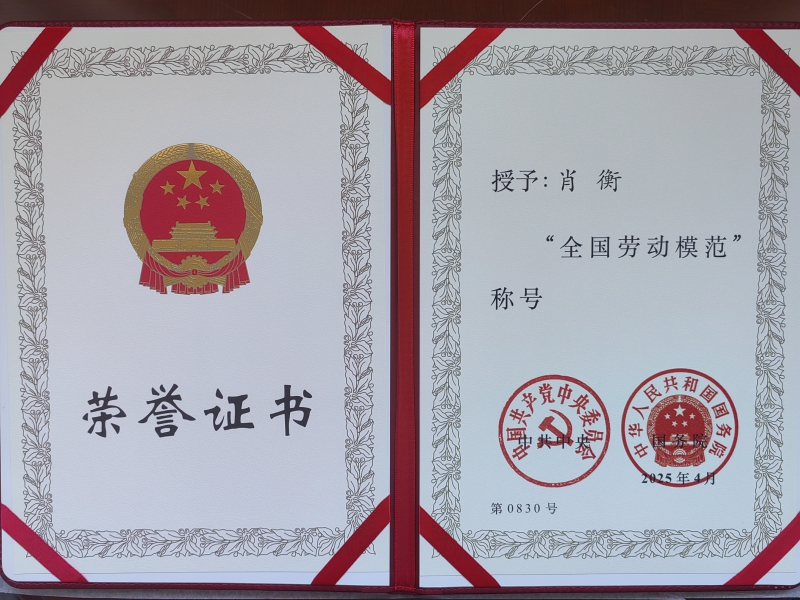 荣誉证书
授予：肖 衡
“全国劳动模范”
称号
中国共产党中央委员会
中共中央
中华人民共和国国务院
国务院
2025年4月
第0830号